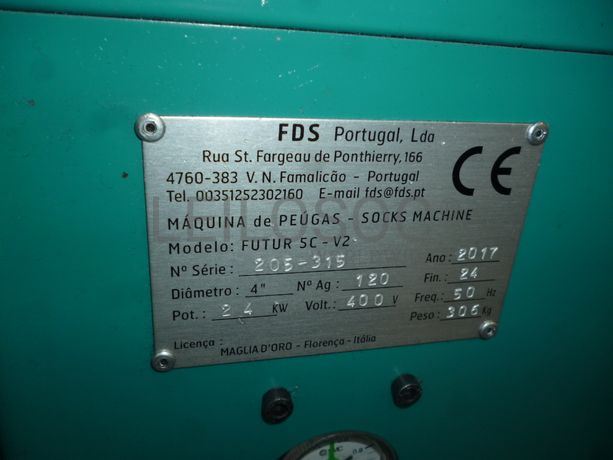 FDS Portugal, Lda
Rua St. Fargeau de Ponthierry, 166
4760-383 V. N. Famalicão - Portugal
Tel. 00351252302160 E-mail fds@fds.pt
CE
MÁQUINA de PEÚGAS - SOCKS MACHINE
Modelo: FUTUR 5C - V2
Nº Série : 205-315 Ano : 2017
Diâmetro : 4" Nº Ag : 120 Fin. : 24
Pot. : 2 4 KW Volt. : 400 V Freq. : 50 Hz
Peso : 305 Kg
Licença : MAGLIA D'ORO - Florença - Itália
SMC